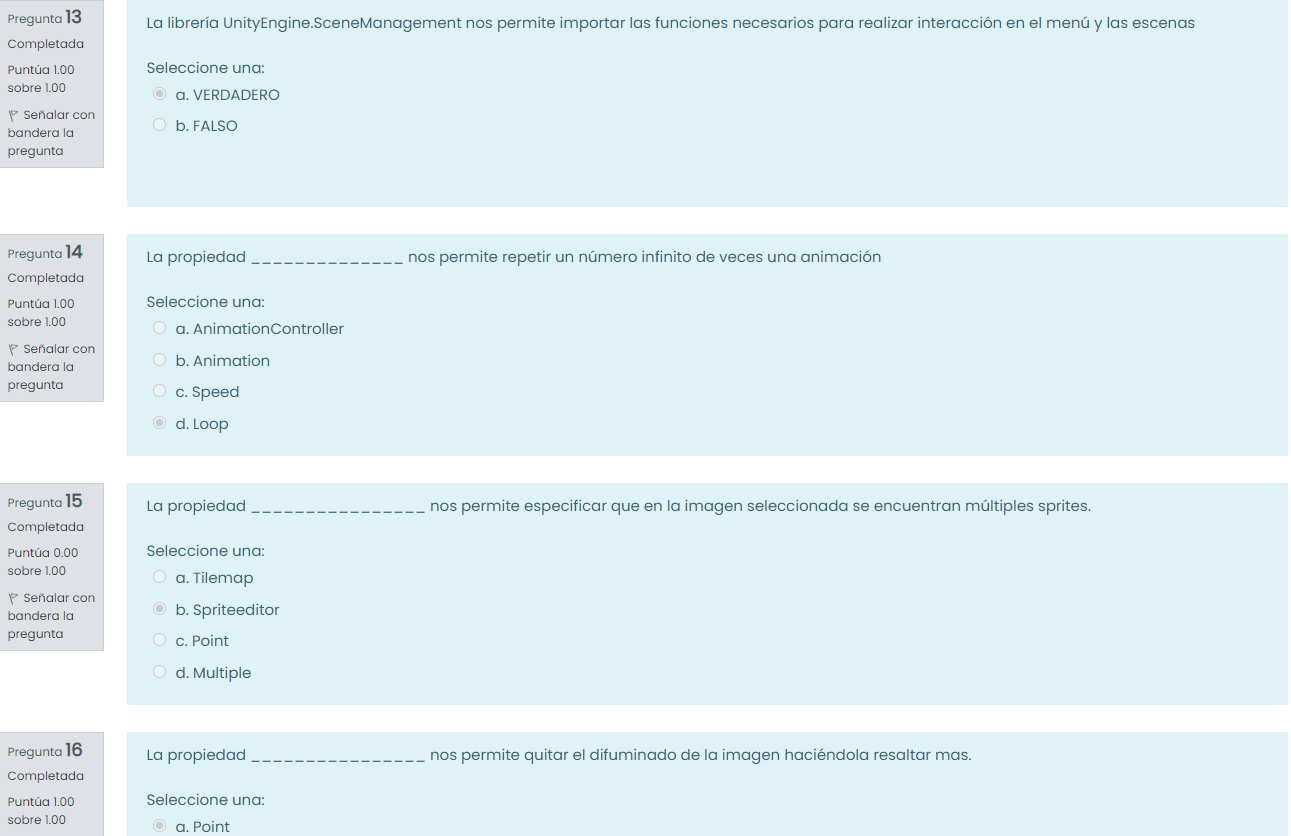 Pregunta 13
Completada
Puntúa 1.00
sobre 1.00
Señalar con
bandera la
pregunta
La librería UnityEngine.SceneManagement nos permite importar las funciones necesarios para realizar interacción en el menú y las escenas
Seleccione una:
a. VERDADERO
b. FALSO
Pregunta 14
Completada
Puntúa 1.00
sobre 1.00
Señalar con
bandera la
pregunta
La propiedad ______________ nos permite repetir un número infinito de veces una animación
Seleccione una:
a. AnimationController
b. Animation
c. Speed
d. Loop
Pregunta 15
Completada
Puntúa 0.00
sobre 1.00
Señalar con
bandera la
pregunta
La propiedad ________________ nos permite especificar que en la imagen seleccionada se encuentran múltiples sprites.
Seleccione una:
a. Tilemap
b. Spriteeditor
c. Point
d. Multiple
Pregunta 16
Completada
Puntúa 1.00
sobre 1.00
La propiedad ________________ nos permite quitar el difuminado de la imagen haciéndola resaltar mas.
Seleccione una:
a. Point